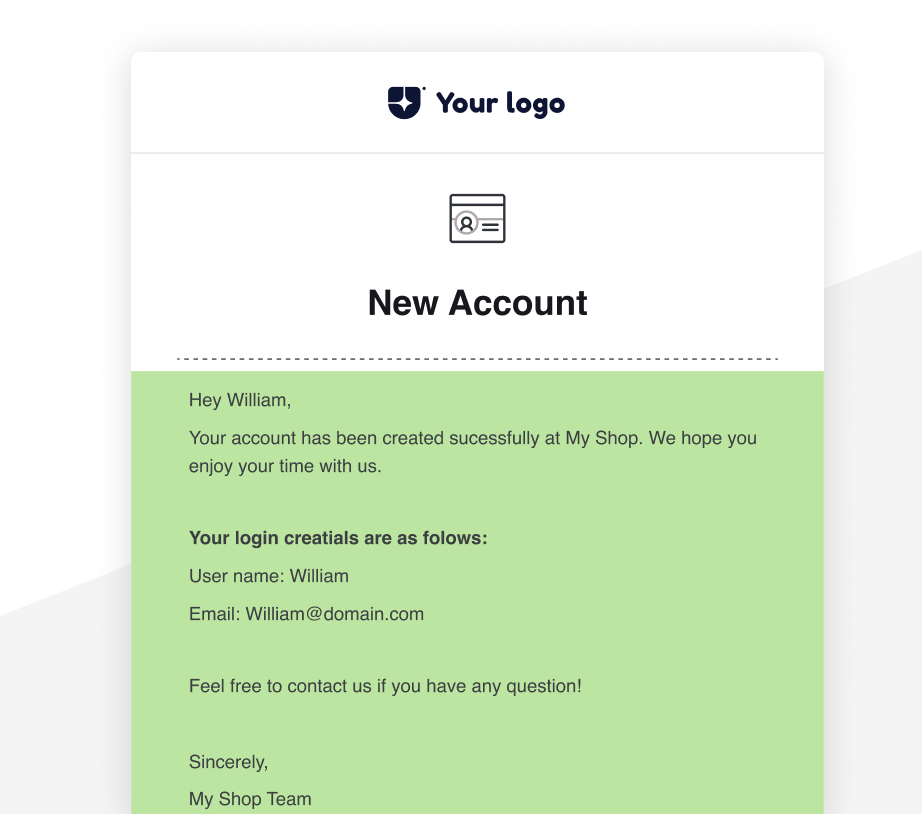 Your logo
New Account
Hey William,
Your account has been created sucessfully at My Shop. We hope you
enjoy your time with us.
Your login creatials are as folows:
User name: William
Email: William@domain.com
Feel free to contact us if you have any question!
Sincerely,
My Shop Team